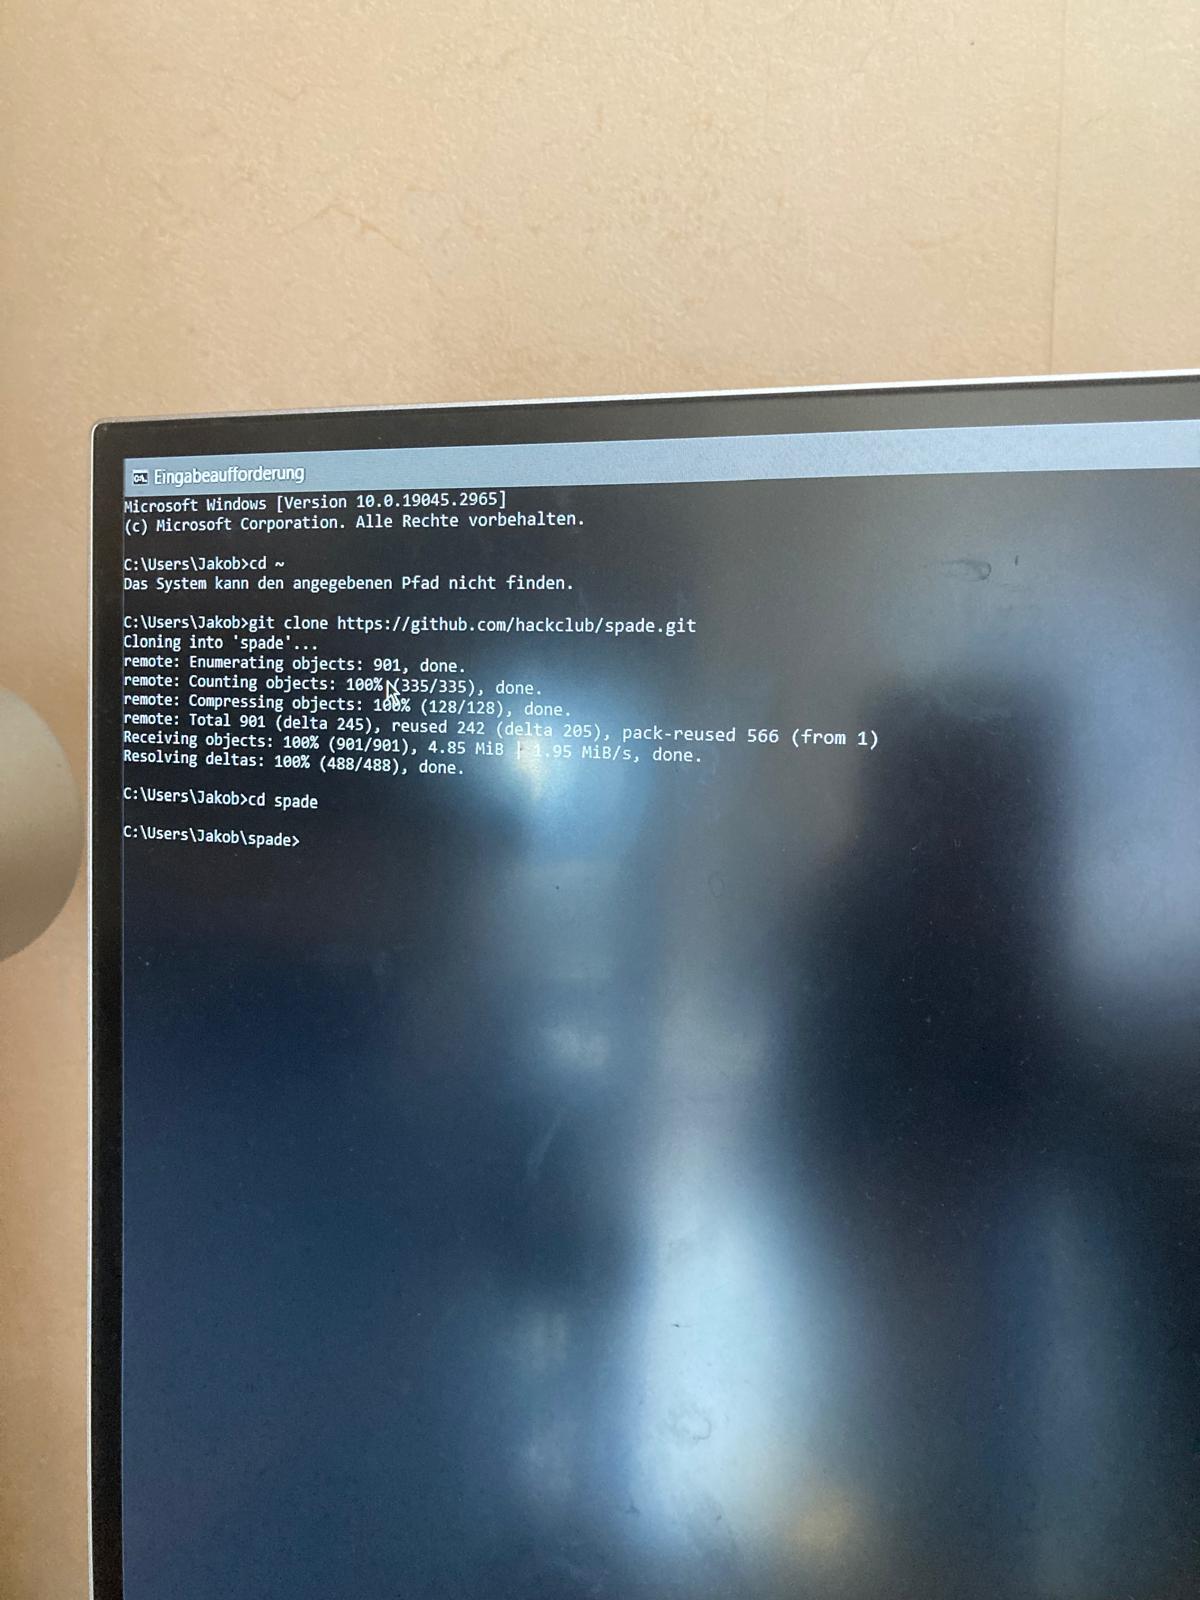 Eingabeaufforderung
Microsoft Windows [Version 10.0.19045.2965]
(c) Microsoft Corporation. Alle Rechte vorbehalten.
C:\Users\Jakob>cd ~
Das System kann den angegebenen Pfad nicht finden.
C:\Users\Jakob>git clone https://github.com/hackclub/spade.git
Cloning into 'spade'...
remote: Enumerating objects: 901, done.
remote: Counting objects: 100% (335/335), done.
remote: Compressing objects: 100% (128/128), done.
remote: Total 901 (delta 245), reused 242 (delta 205), pack-reused 566 (from 1)
Receiving objects: 100% (901/901), 4.85 MiB | 1.95 MiB/s, done.
Resolving deltas: 100% (488/488), done.
C:\Users\Jakob>cd spade
C:\Users\Jakob\spade>